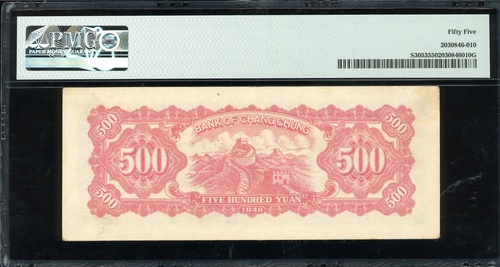 PMG
PAPER MONEY GUARANTY
Fifty Five
2030846-010
S30535502030846010G
500 500
BANK OF CHANG CHUNG
500 500
FIVE HUNDRED YUAN
1948
500 500